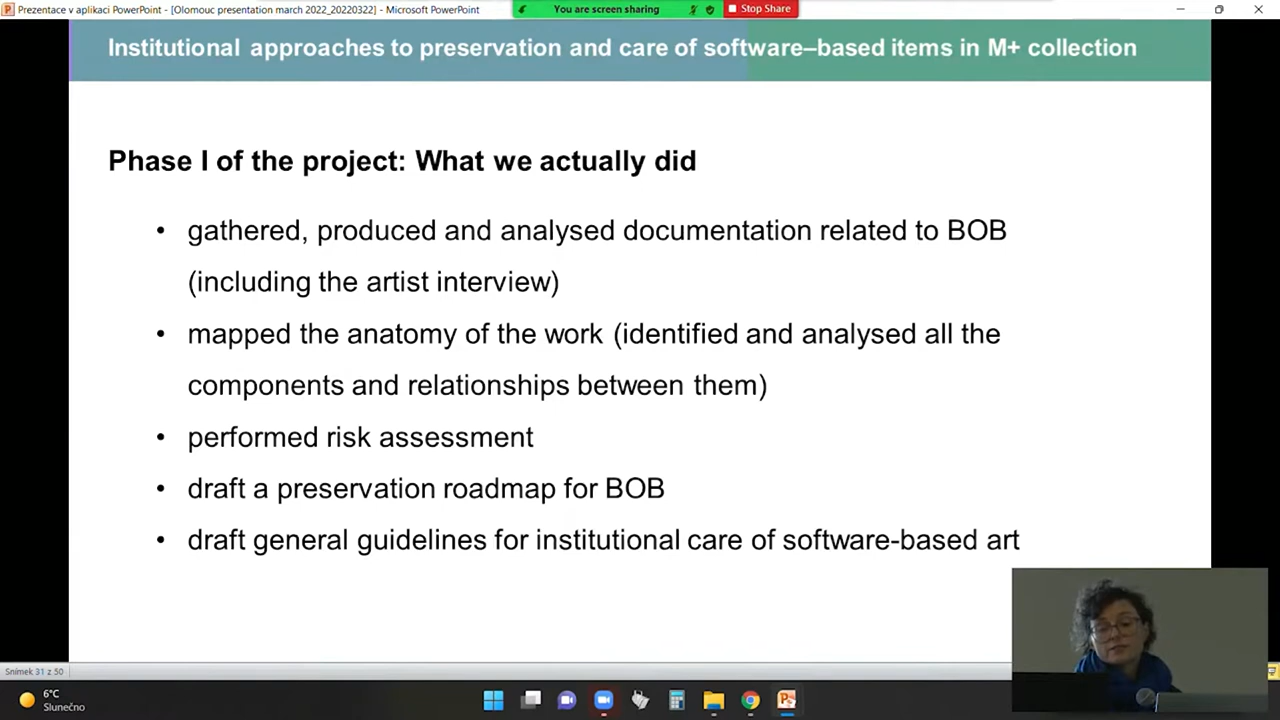 Prezentace v aplikaci PowerPoint - [Olomouc presentation march 2022_20220322] - Microsoft PowerPoint
You are screen sharing
Stop Share
Institutional approaches to preservation and care of software–based items in M+ collection
Phase I of the project: What we actually did
• gathered, produced and analysed documentation related to BOB
(including the artist interview)
• mapped the anatomy of the work (identified and analysed all the
components and relationships between them)
• performed risk assessment
• draft a preservation roadmap for BOB
• draft general guidelines for institutional care of software-based art
Snímek 31 z 50
6°C
Slunečno